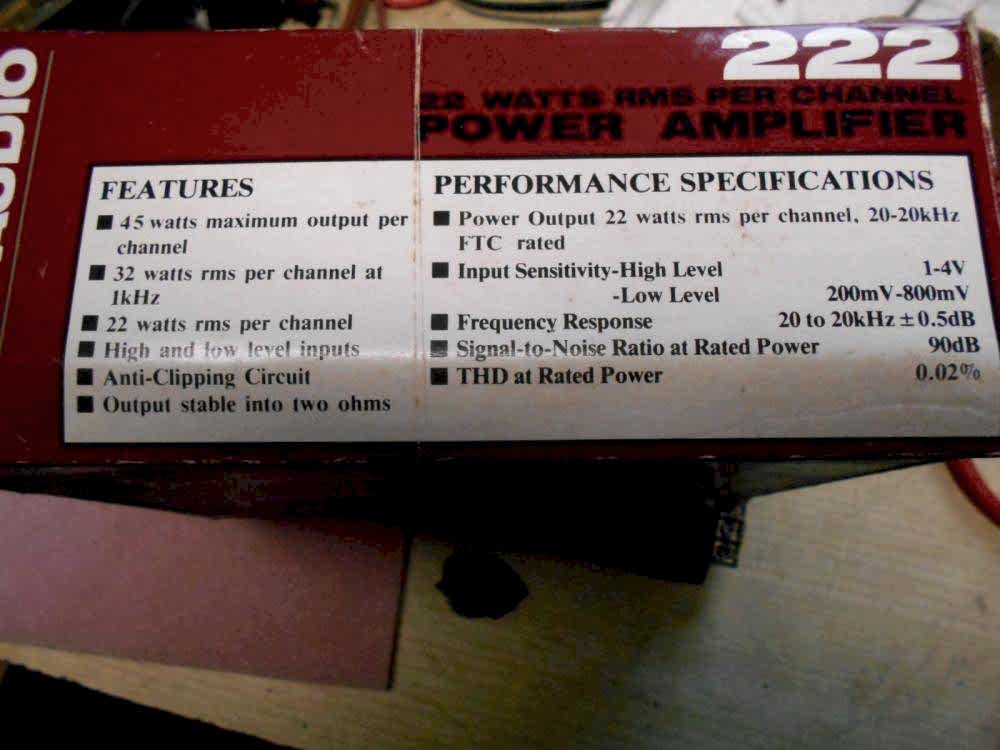 AUDIO
222
22 WATTS RMS PER CHANNEL
POWER AMPLIFIER
FEATURES
■ 45 watts maximum output per
channel
■ 32 watts rms per channel at
1kHz
■ 22 watts rms per channel
■ High and low level inputs
■ Anti-Clipping Circuit
■ Output stable into two ohms
PERFORMANCE SPECIFICATIONS
■ Power Output 22 watts rms per channel, 20-20kHz
FTC rated
■ Input Sensitivity-High Level 1-4V
-Low Level 200mV-800mV
■ Frequency Response 20 to 20kHz ± 0.5dB
■ Signal-to-Noise Ratio at Rated Power 90dB
■ THD at Rated Power 0.02%